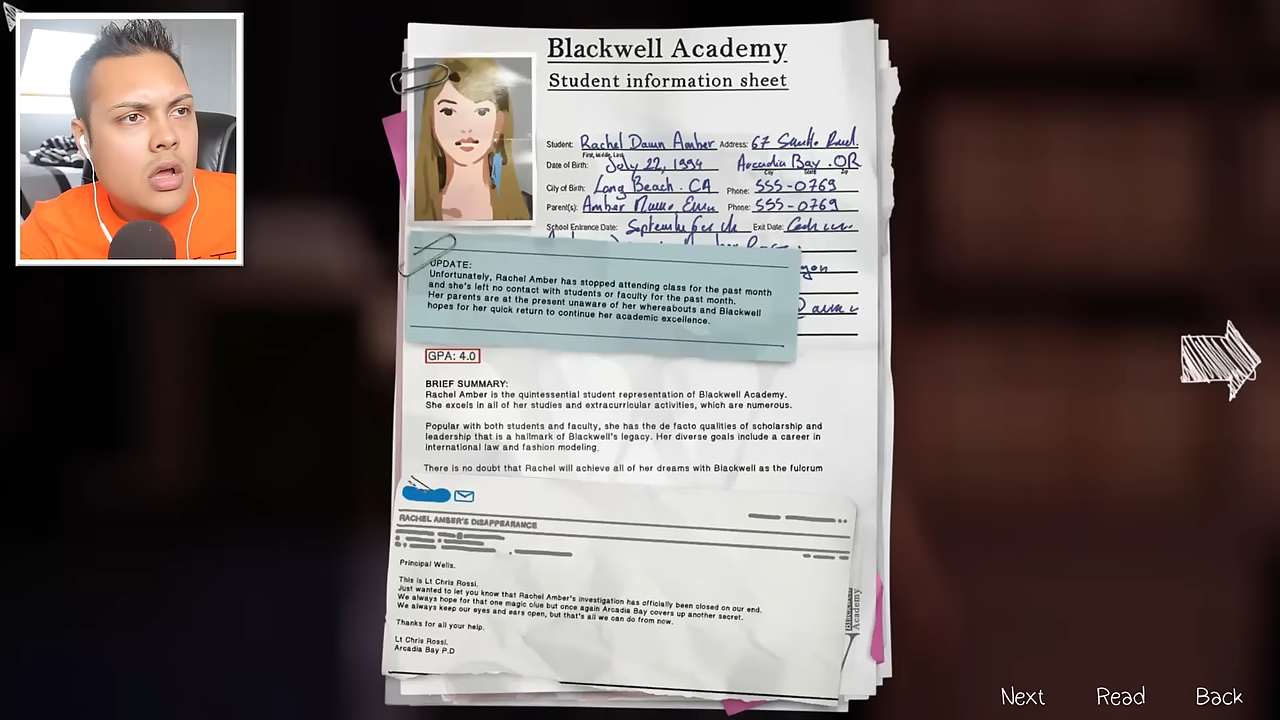 Blackwell Academy
Student information sheet
Student: Rachel Dawn Amber Address: 67
First, Middle, Last
Date of Birth: July 22, 1994 Arcadia Bay. OR
City State Zip
City of Birth: Long Beach. CA Phone: 555-0769
Parent(s): Amber Phone: 555-0769
School Entrance Date: Exit Date:
UPDATE:
Unfortunately, Rachel Amber has stopped attending class for the past month
and she's left no contact with students or faculty for the past month.
Her parents are at the present unaware of her whereabouts and Blackwell
hopes for her quick return to continue her academic excellence.
GPA: 4.0
BRIEF SUMMARY:
Rachel Amber is the quintessential student representation of Blackwell Academy.
She excels in all of her studies and extracurricular activities, which are numerous.
Popular with both students and faculty, she has the de facto qualities of scholarship and
leadership that is a hallmark of Blackwell's legacy. Her diverse goals include a career in
international law and fashion modeling.
There is no doubt that Rachel will achieve all of her dreams with Blackwell as the fulcrum
RACHEL AMBER'S DISAPPEARANCE
Principal Wells.
This is Lt Chris Rossi.
Just wanted to let you know that Rachel Amber's investigation has officially been closed on our end.
We always hope for that one magic clue but once again Arcadia Bay covers up another secret.
We always keep our eyes and ears open, but that's all we can do from now.
Thanks for all your help.
Lt Chris Rossi.
Arcadia Bay P.D
Blackwell
Academy
Next Read Back